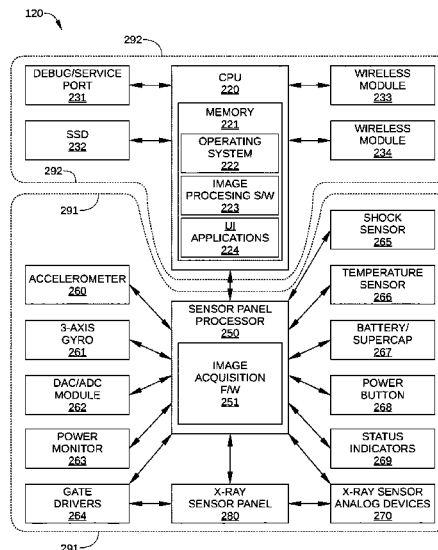 120
292
DEBUG/SERVICE
PORT
231
SSD
232
CPU
220
MEMORY
221
OPERATING
SYSTEM
222
IMAGE
PROCESING S/W
223
UI
APPLICATIONS
224
WIRELESS
MODULE
233
WIRELESS
MODULE
234
292
291
SHOCK
SENSOR
265
ACCELEROMETER
260
SENSOR PANEL
PROCESSOR
250
IMAGE
ACQUISITION
F/W
251
TEMPERATURE
SENSOR
266
3-AXIS
GYRO
261
BATTERY/
SUPERCAP
267
DAC/ADC
MODULE
262
POWER
BUTTON
268
POWER
MONITOR
263
STATUS
INDICATORS
269
GATE
DRIVERS
264
X-RAY
SENSOR PANEL
280
X-RAY SENSOR
ANALOG DEVICES
270
291